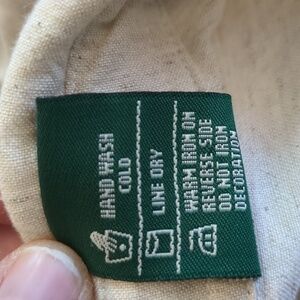 HAND WASH
COLD
LINE DRY
WARM IRON ON
REVERSE SIDE
DO NOT IRON
DECORATION